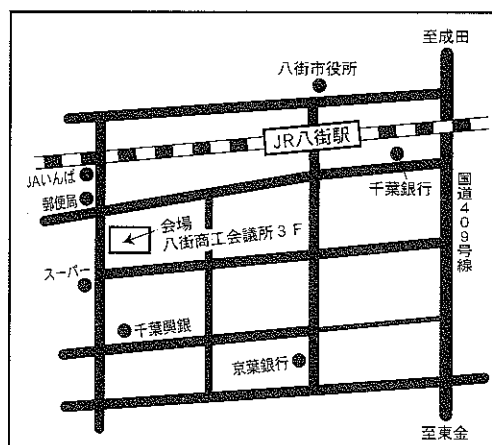 至成田
八街市役所
JR八街駅
JAいんば
千葉銀行
郵便局
国道409号線
会場
八街商工会議所3F
スーパー
千葉興銀
京葉銀行
至東金